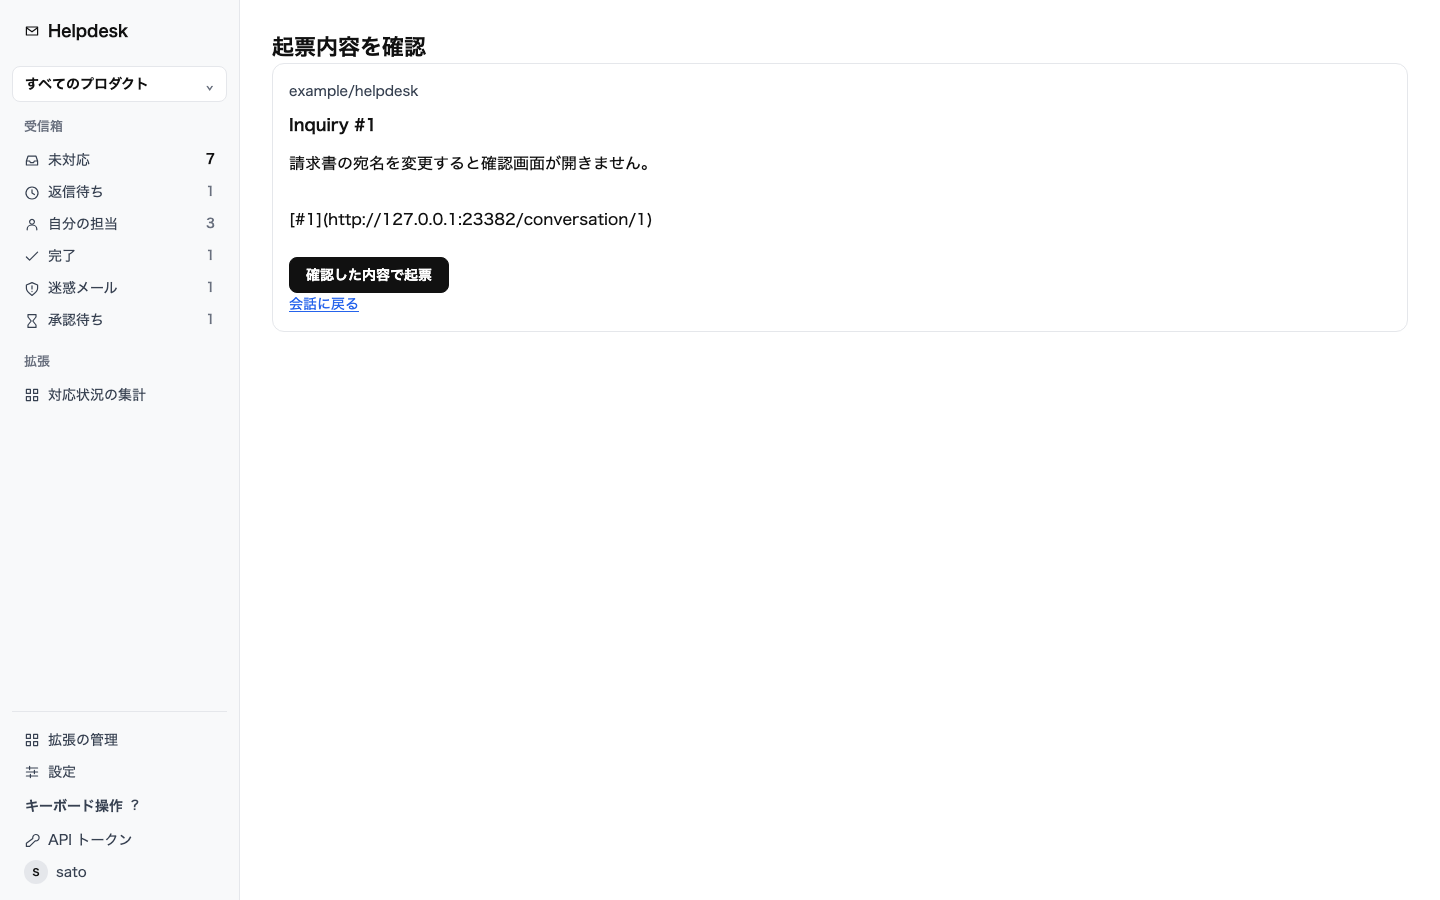 Helpdesk
すべてのプロダクト
受信箱
未対応 7
返信待ち 1
自分の担当 3
完了 1
迷惑メール 1
承認待ち 1
拡張
対応状況の集計
拡張の管理
設定
キーボード操作 ?
API トークン
S sato
起票内容を確認
example/helpdesk
Inquiry #1
請求書の宛名を変更すると確認画面が開きません。
[#1](http://127.0.0.1:23382/conversation/1)
確認した内容で起票
会話に戻る